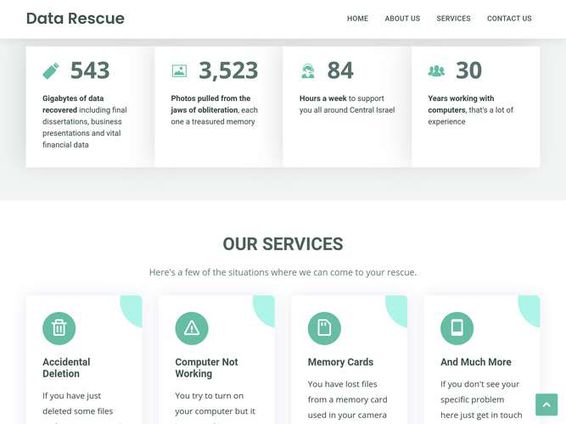 Data Rescue
HOME ABOUT US SERVICES CONTACT US
543
Gigabytes of data
recovered including final
dissertations, business
presentations and vital
financial data
3,523
Photos pulled from the
jaws of obliteration, each
one a treasured memory
84
Hours a week to support
you all around Central Israel
30
Years working with
computers, that's a lot of
experience
OUR SERVICES
Here's a few of the situations where we can come to your rescue.
Accidental
Deletion
If you have just
deleted some files
Computer Not
Working
You try to turn on
your computer but it
Memory Cards
You have lost files
from a memory card
used in your camera
And Much More
If you don't see your
specific problem
here just get in touch